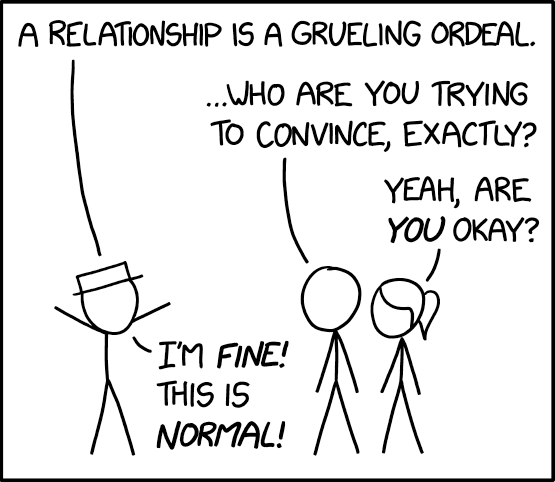 A RELATIONSHIP IS A GRUELING ORDEAL.
...WHO ARE YOU TRYING
TO CONVINCE, EXACTLY?
YEAH, ARE
YOU OKAY?
I'M FINE!
THIS IS
NORMAL!